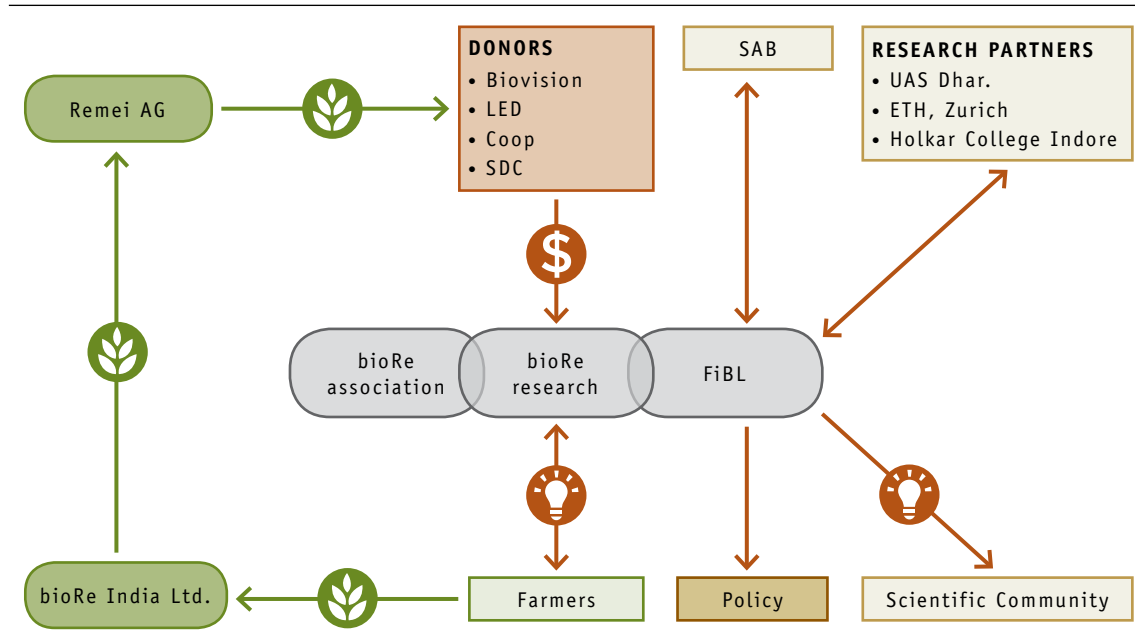 DONORS
• Biovision
• LED
• Coop
• SDC
SAB
RESEARCH PARTNERS
• UAS Dhar.
• ETH, Zurich
• Holkar College Indore
Remei AG
$
bioRe
association
bioRe
research
FiBL
bioRe India Ltd.
Farmers
Policy
Scientific Community